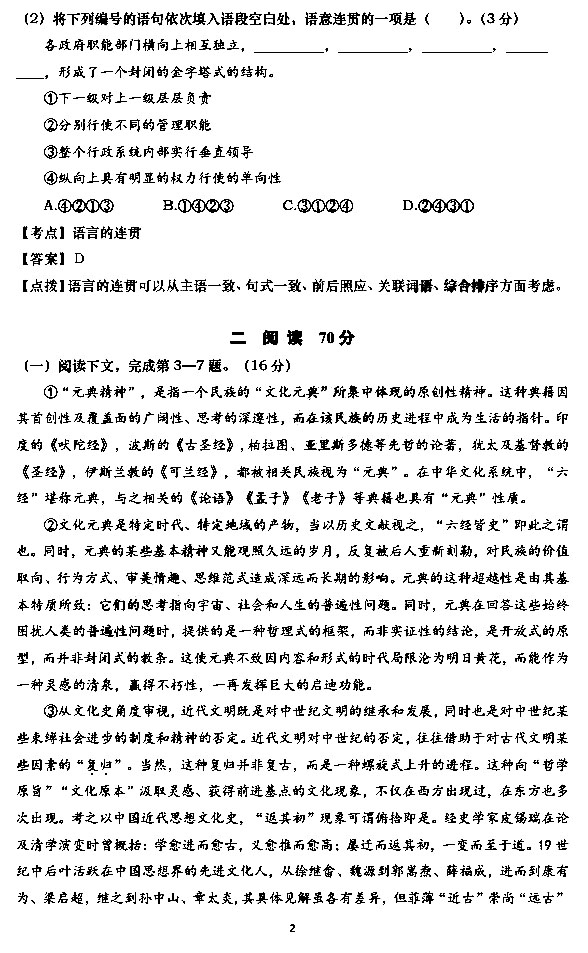 （2）将下列编号的语句依次填入语段空白处，语意连贯的一项是（　　）。（3 分）
各政府职能部门横向上相互独立，_________，_________，_________，______
____，形成了一个封闭的金字塔式的结构。
①下一级对上一级层层负责
②分别行使不同的管理职能
③整个行政系统内部实行垂直领导
④纵向上具有明显的权力行使的单向性
A.④②①③　　B.①④②③　　C.③①②④　　D.②④③①
【考点】语言的连贯
【答案】D
【点拨】语言的连贯可以从主语一致、句式一致、前后照应、关联词语、综合排序方面考虑。
二 阅 读 70 分
（一）阅读下文，完成第 3—7 题。（16 分）
①“元典精神”，是指一个民族的“文化元典”所集中体现的原创性精神。这种典籍因
其首创性及覆盖面的广阔性、思考的深邃性，而在该民族的历史进程中成为生活的指针。印
度的《吠陀经》，波斯的《古圣经》，柏拉图、亚里斯多德等先哲的论著，犹太及基督教的
《圣经》，伊斯兰教的《可兰经》，都被相关民族视为“元典”。在中华文化系统中，“六
经”堪称元典，与之相关的《论语》《孟子》《老子》等典籍也具有“元典”性质。
②文化元典是特定时代、特定地域的产物，当以历史文献视之，“六经皆史”即此之谓
也。同时，元典的某些基本精神又能观照久远的岁月，反复被后人重新刻勒，对民族的价值
取向、行为方式、审美情趣、思维范式造成深远而长期的影响。元典的这种超越性是由其基
本特质所致：它们的思考指向宇宙、社会和人生的普遍性问题。同时，元典在回答这些始终
困扰人类的普遍性问题时，提供的是一种哲理式的框架，而非实证性的结论，是开放式的原
型，而并非封闭式的教条。这使元典不致因内容和形式的时代局限沦为明日黄花，而能作为
一种灵感的清泉，赢得不朽性，一再发挥巨大的启迪功能。
③从文化史角度审视，近代文明既是对中世纪文明的继承和发展，同时也是对中世纪某
些束缚社会进步的制度和精神的否定。近代文明对中世纪的否定，往往借助于对古代文明某
些因素的“复归”。当然，这种复归并非复古，而是一种螺旋式上升的进程。这种向“哲学
原旨”“文化原本”汲取灵感、获得前进基点的文化现象，不仅在西方出现过，在东方也多
次出现。考之以中国近代思想文化史，“返其初”现象可谓俯拾即是。经史学家皮锡瑞在论
及清学演变时曾概括：学愈进而愈古，义愈推而愈高；屡迁而返其初，一变而至于道。19 世
纪中后叶活跃在中国思想界的先进文化人，从徐继畬、魏源到郭嵩焘、薛福成，进而到康有
为、梁启超，继之到孙中山、章太炎，其具体见解虽各有差异，但菲薄“近古”崇尚“远古”
2